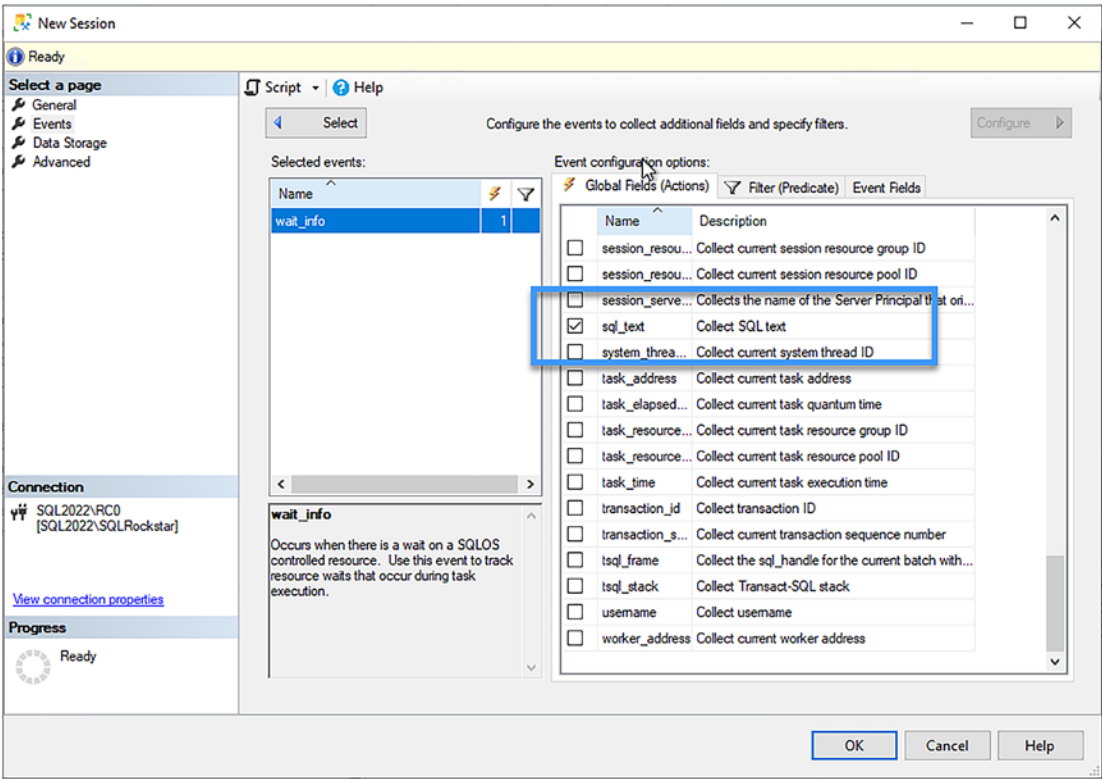 New Session
Ready
Select a page
General
Events
Data Storage
Advanced
Connection
SQL2022\RC0
[SQL2022\SQLRockstar]
View connection properties
Progress
Ready
Script Help
Select Configure the events to collect additional fields and specify filters. Configure
Selected events:
Name
wait_info 1
wait_info
Occurs when there is a wait on a SQLOS
controlled resource. Use this event to track
resource waits that occur during task
execution.
Event configuration options:
Global Fields (Actions) Filter (Predicate) Event Fields
Name Description
session_resou... Collect current session resource group ID
session_resou... Collect current session resource pool ID
session_serve... Collects the name of the Server Principal that ori...
sql_text Collect SQL text
system_threa... Collect current system thread ID
task_address Collect current task address
task_elapsed... Collect current task quantum time
task_resource... Collect current task resource group ID
task_resource... Collect current task resource pool ID
task_time Collect current task execution time
transaction_id Collect transaction ID
transaction_s... Collect current transaction sequence number
tsql_frame Collect the sql_handle for the current batch with...
tsql_stack Collect Transact-SQL stack
username Collect username
worker_address Collect current worker address
OK Cancel Help